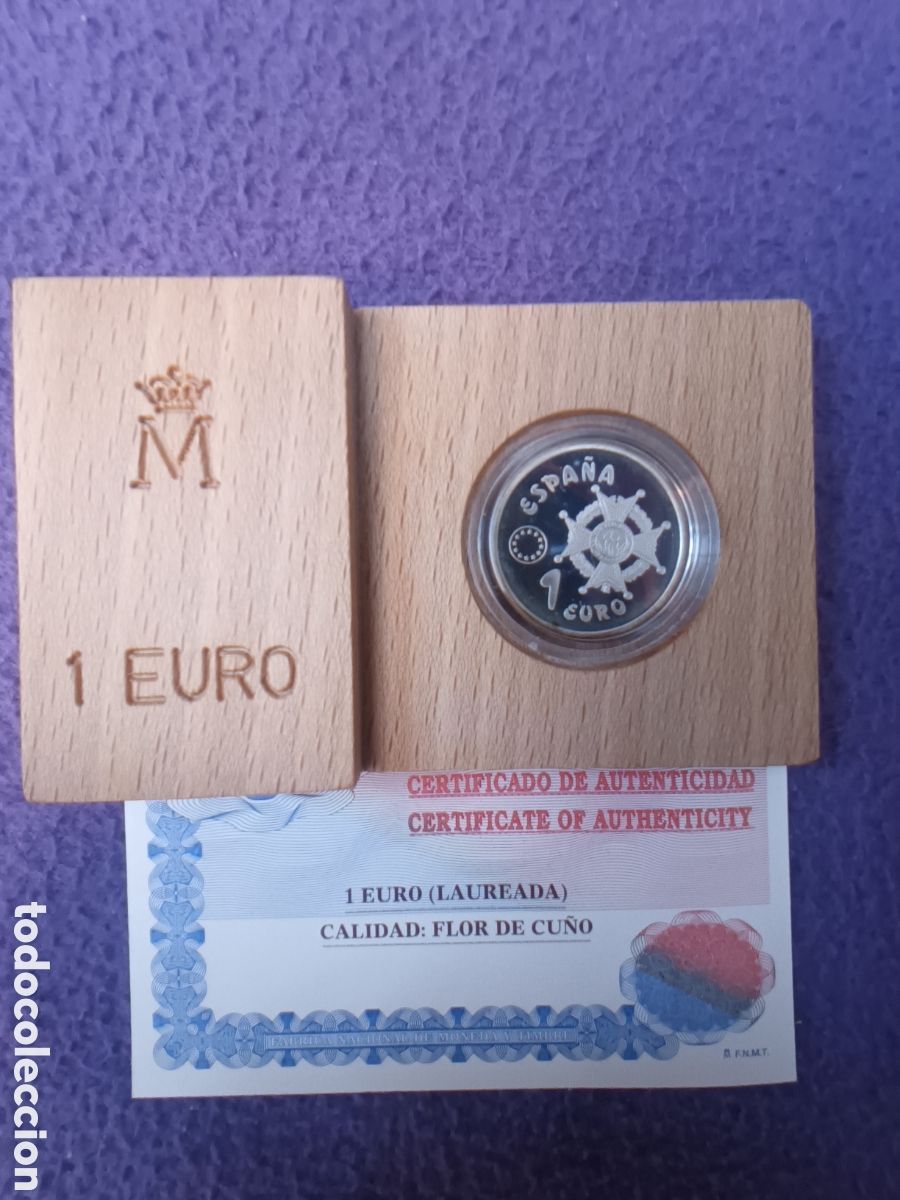 M
1 EURO
ESPAÑA
1
EURO
CERTIFICADO DE AUTENTICIDAD
CERTIFICATE OF AUTHENTICITY
1 EURO (LAUREADA)
CALIDAD: FLOR DE CUÑO
FABRICA NACIONAL DE MONEDA Y TIMBRE
M F.N.M.T.
todocoleccion